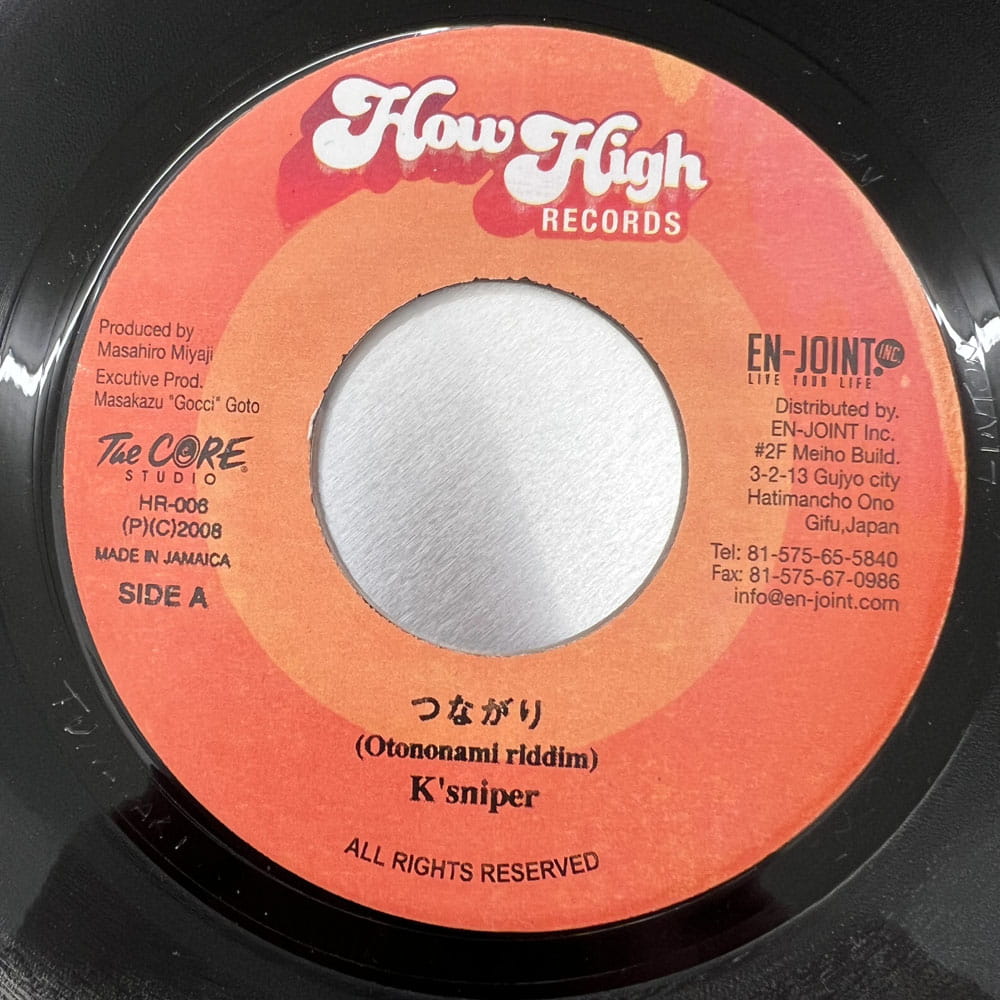 How High
RECORDS
Produced by
Masahiro Miyaji
Excutive Prod.
Masakazu "Gocci" Goto
The CORE
STUDIO
HR-006
(P)(C)2008
MADE IN JAMAICA
SIDE A
EN-JOINT. INC.
LIVE YOUR LIFE
Distributed by.
EN-JOINT Inc.
#2F Meiho Build.
3-2-13 Gujyo city
Hatimancho Ono
Gifu,Japan
Tel: 81-575-65-5840
Fax: 81-575-67-0986
info@en-joint.com
つながり
(Otononami riddim)
K'sniper
ALL RIGHTS RESERVED